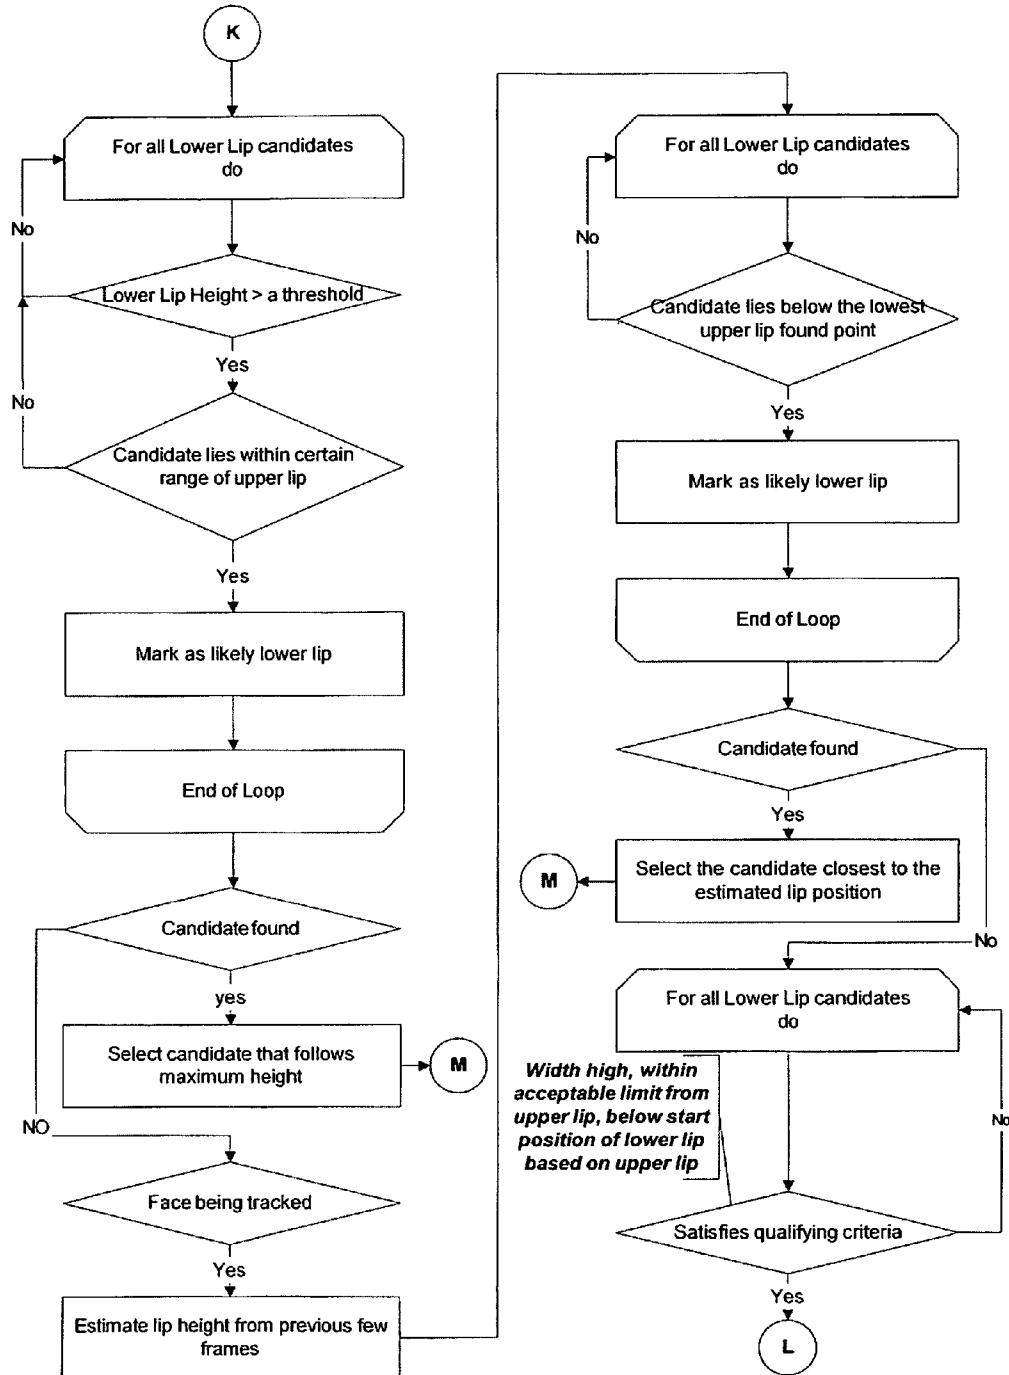 K
For all Lower Lip candidates
do
No
Lower Lip Height > a threshold
Yes
No
Candidate lies within certain
range of upper lip
Yes
Mark as likely lower lip
End of Loop
Candidate found
yes
Select candidate that follows
maximum height
M
NO
Face being tracked
Yes
Estimate lip height from previous few
frames
For all Lower Lip candidates
do
No
Candidate lies below the lowest
upper lip found point
Yes
Mark as likely lower lip
End of Loop
Candidate found
Yes
Select the candidate closest to the
estimated lip position
M
No
For all Lower Lip candidates
do
Width high, within
acceptable limit from
upper lip, below start
position of lower lip
based on upper lip
No
Satisfies qualifying criteria
Yes
L